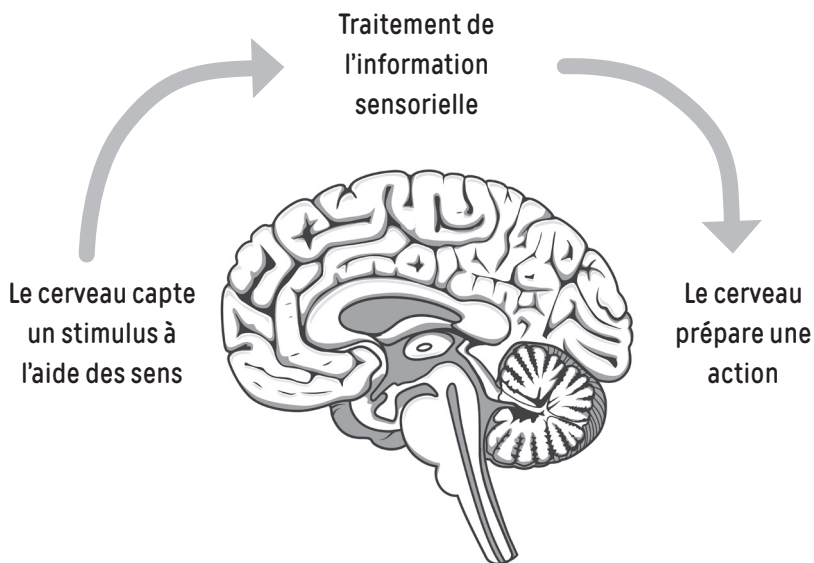 Traitement de
l’information
sensorielle
Le cerveau capte
un stimulus à
l’aide des sens
Le cerveau
prépare une
action